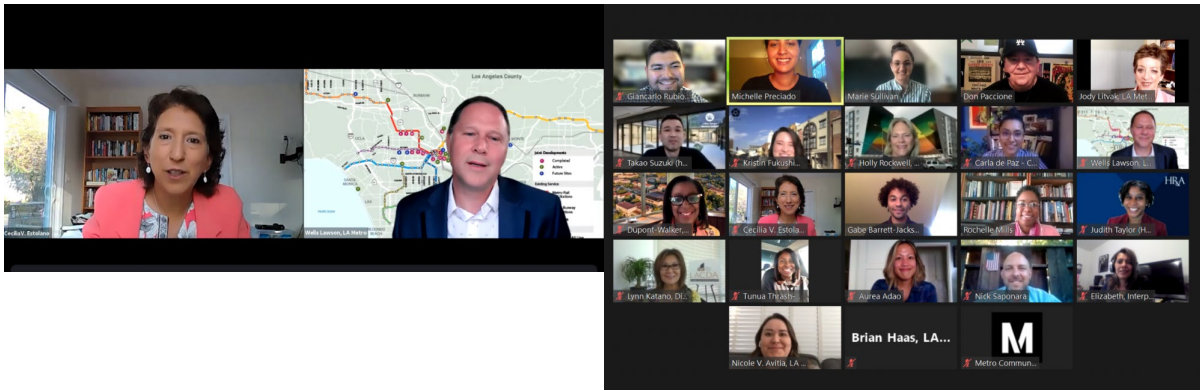 Los Angeles County
Joint Developments
Completed
Active
Future Sites
Cecilia V. Estolano
Wells Lawson, LA Metro
Giancarlo Rubio...
Michelle Preciado
Marie Sullivan,
Don Paccione
Jody Litvak, LA Met...
Takao Suzuki (h...
Kristin Fukushi...
Holly Rockwell, ...
Carla de Paz - C...
Wells Lawson, L...
Dupont-Walker,...
Cecilia V. Estola...
Gabe Barrett-Jacks...
Rochelle Mills
HRA
Judith Taylor (H...
Lynn Katano, Di...
LACDA
Tunua Thrash-...
Aurea Adao
Nick Saponara
Elizabeth, Interp...
Nicole V. Avitia, LA ...
Brian Haas, LA...
M
Metro Commun...